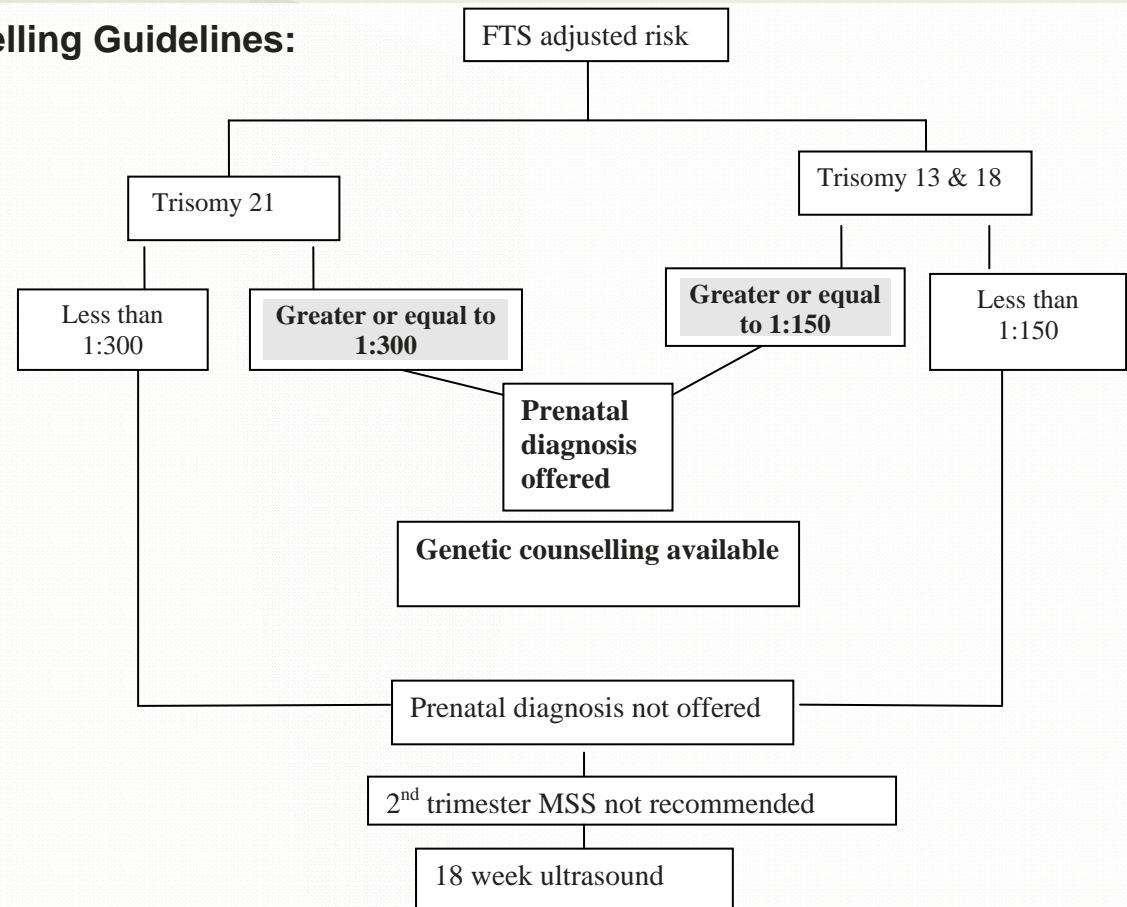 elling Guidelines:
FTS adjusted risk
Trisomy 21
Trisomy 13 & 18
Less than
1:300
Greater or equal to
1:300
Greater or equal
to 1:150
Less than
1:150
Prenatal
diagnosis
offered
Genetic counselling available
Prenatal diagnosis not offered
2nd trimester MSS not recommended
18 week ultrasound